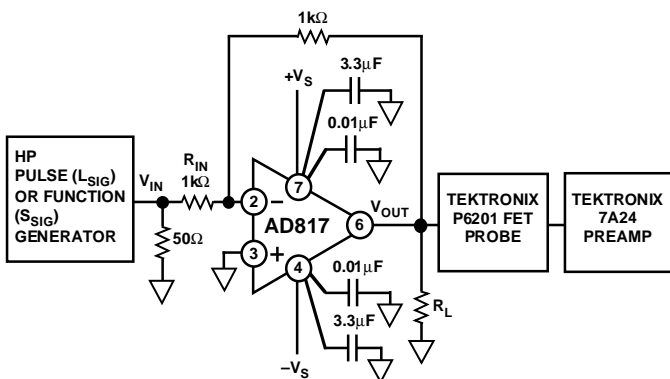 1kΩ
3.3µF
+VS
0.01µF
HP
PULSE (LSIG)
OR FUNCTION
(SSIG)
GENERATOR
VIN
RIN
1kΩ
50Ω
2
−
7
AD817
3
+
4
6
VOUT
TEKTRONIX
P6201 FET
PROBE
TEKTRONIX
7A24
PREAMP
0.01µF
3.3µF
RL
−VS